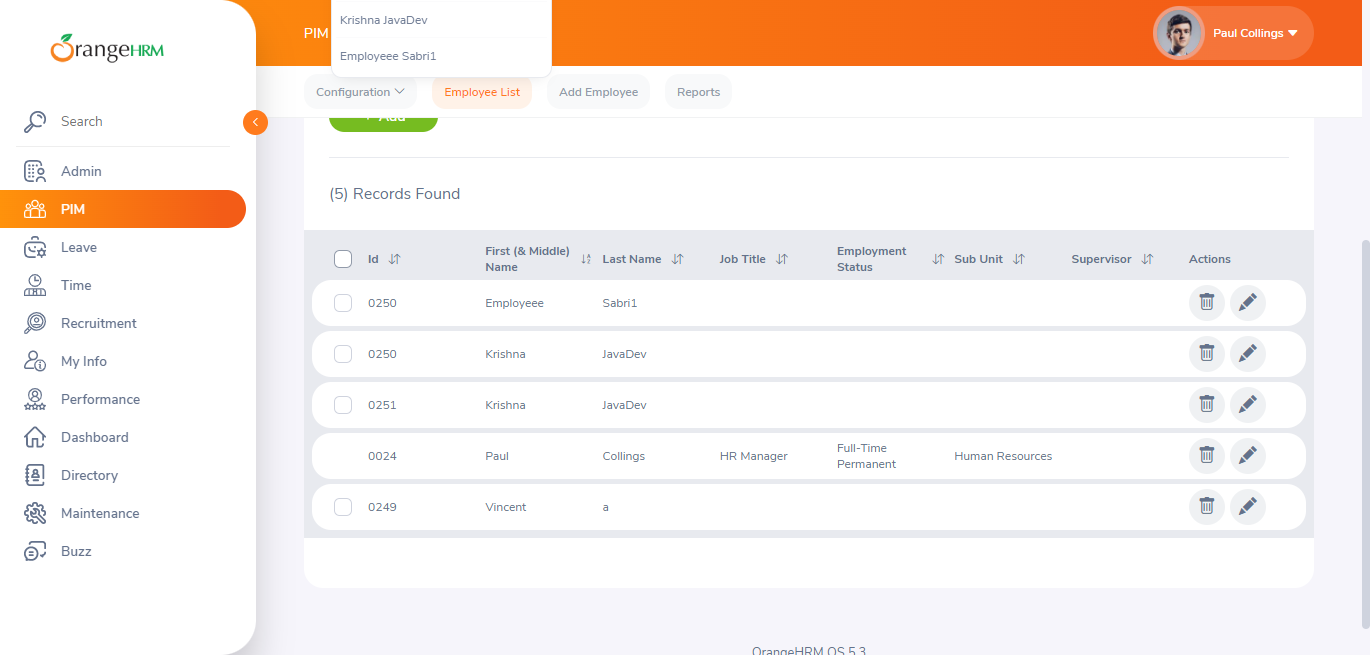 Krishna JavaDev
PIM
Paul Collings
Employeee Sabri1
OrangeHRM
Configuration
Employee List
Add Employee
Reports
+ Add
Search
Admin
PIM
Leave
Time
Recruitment
My Info
Performance
Dashboard
Directory
Maintenance
Buzz
(5) Records Found
Id First (& Middle) Name Last Name Job Title Employment Status Sub Unit Supervisor Actions
0250 Employeee Sabri1
0250 Krishna JavaDev
0251 Krishna JavaDev
0024 Paul Collings HR Manager Full-Time Permanent Human Resources
0249 Vincent a
OrangeHRM OS 5.3